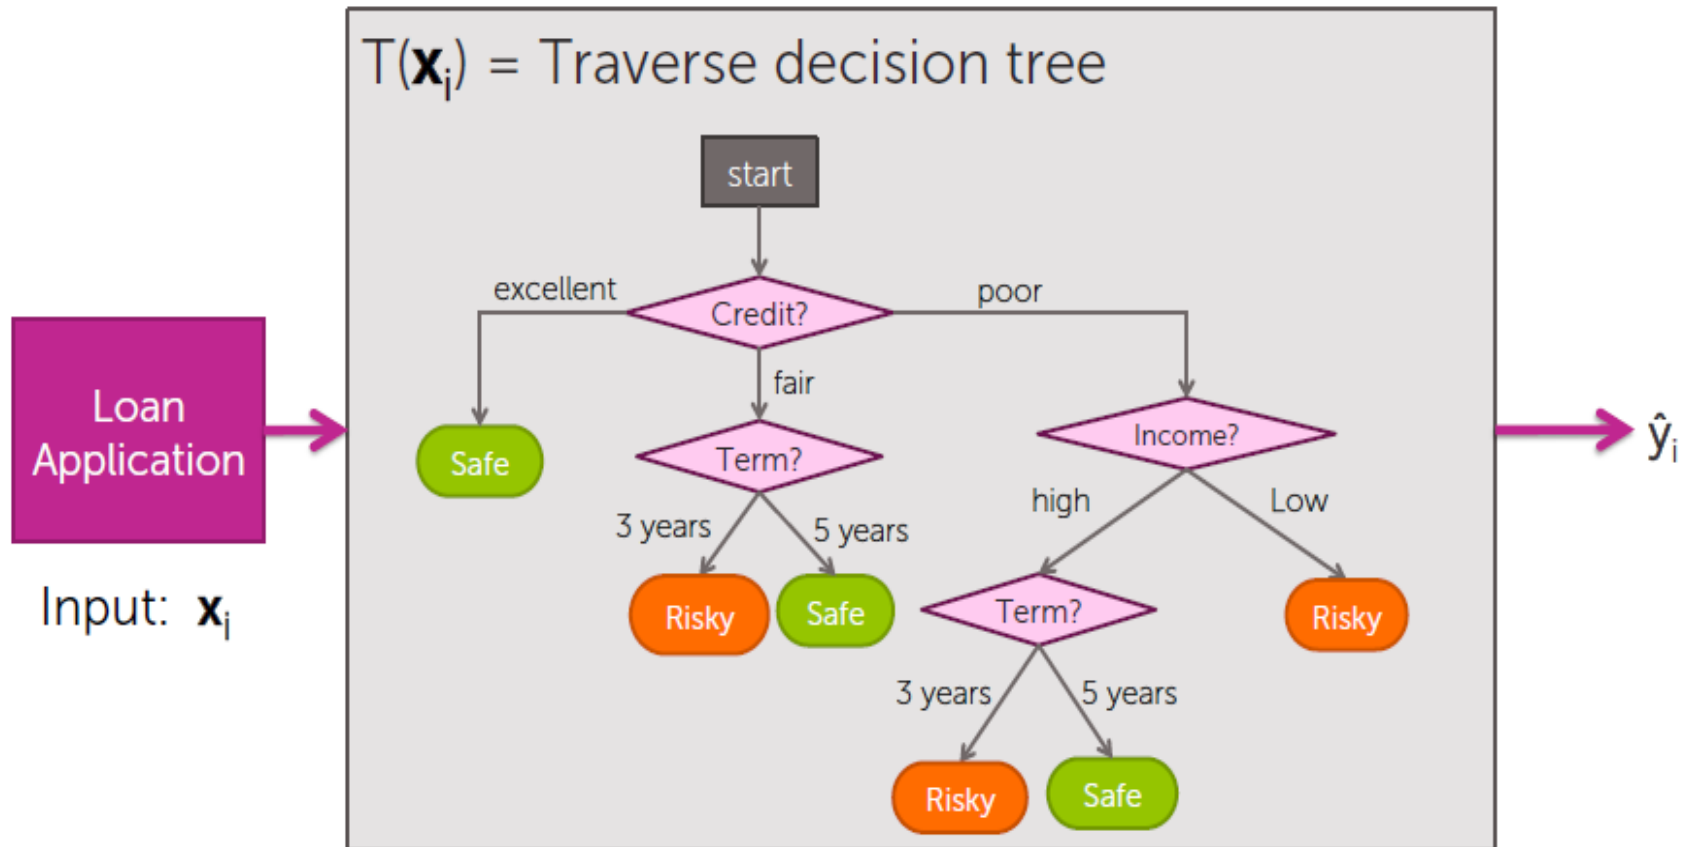 T(xᵢ) = Traverse decision tree
start
excellent
Credit?
poor
fair
Loan
Application
Input: xᵢ
Safe
Term?
Income?
ŷᵢ
3 years
5 years
high
Low
Risky
Safe
Term?
Risky
3 years
5 years
Risky
Safe